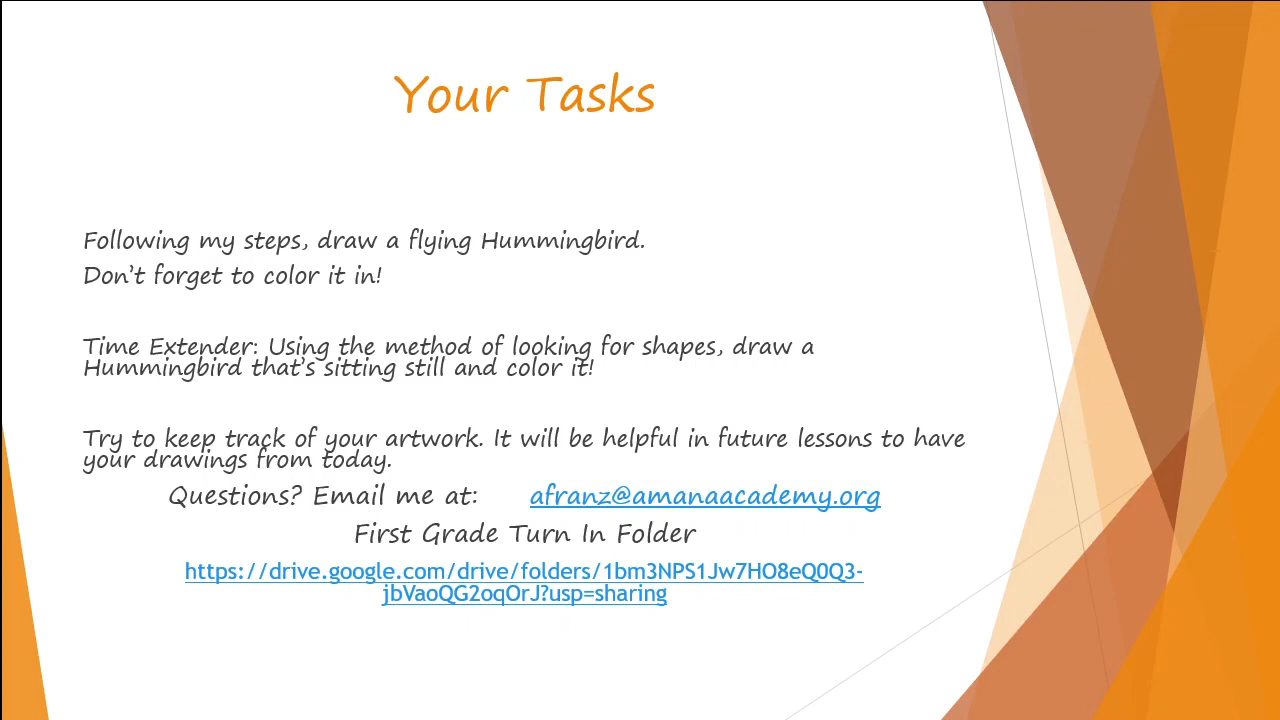 Your Tasks
Following my steps, draw a flying Hummingbird.
Don't forget to color it in!
Time Extender: Using the method of looking for shapes, draw a
Hummingbird that's sitting still and color it!
Try to keep track of your artwork. It will be helpful in future lessons to have
your drawings from today.
Questions? Email me at: afranz@amanaacademy.org
First Grade Turn In Folder
https://drive.google.com/drive/folders/1bm3NPS1Jw7HO8eQ0Q3-
jbVaoQG2oqOrJ?usp=sharing